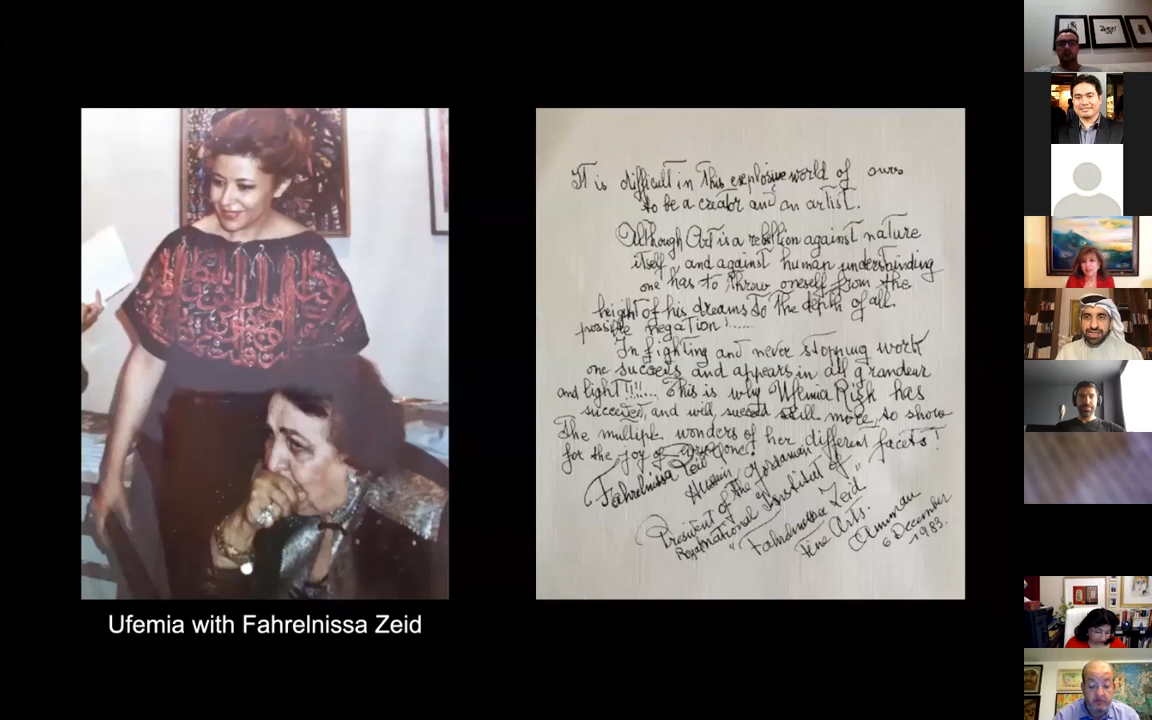 It is difficult in this explosive world of ours
to be a creator and an artist.
Although Art is a rebellion against nature
itself and against human understanding
one has to throw oneself from the
height of his dreams to the depth of all
possible negation!......
In fighting and never stopping work
one succeeds and appears in all grandeur
and light!!!!... This is why Ufemia Risk has
succeeded, and will, succeed still more, to show
the multiple wonders of her different facets!
for the joy of everyone!
Fahrelnissa Zeid
Hussein,
President of the Jordanian
Royal national Institut of
"Fahrelnissa Zeid"
Fine Arts.
Amman
6 December
1983.
Ufemia with Fahrelnissa Zeid